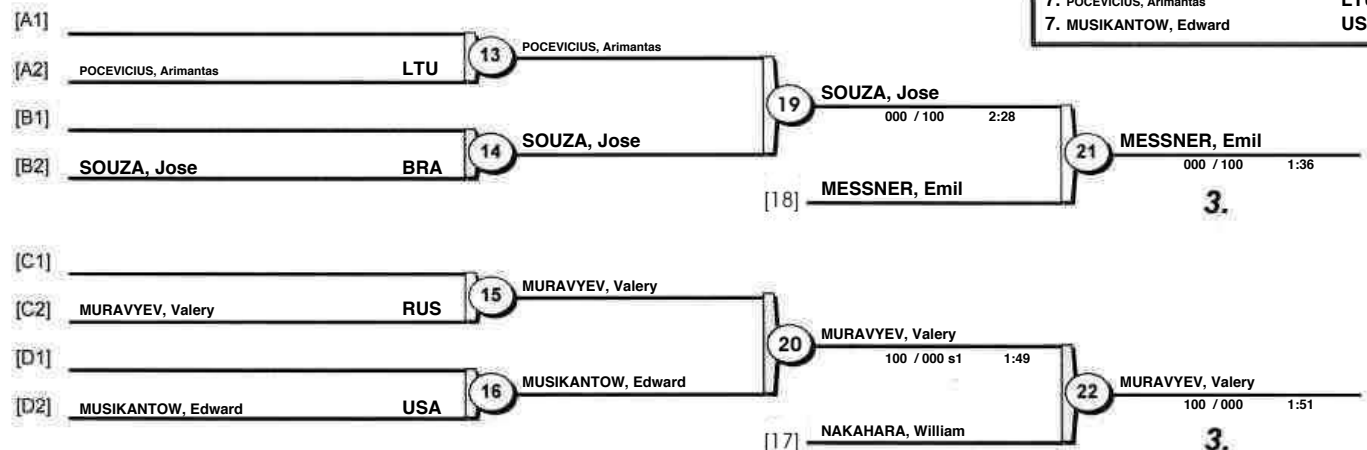 7. POCEVICIUS, Arimantas
7. MUSIKANTOW, Edward
[A1]
[A2] POCEVICIUS, Arimantas LTU
13 POCEVICIUS, Arimantas
[B1]
[B2] SOUZA, Jose BRA
14 SOUZA, Jose
19 SOUZA, Jose
000 / 100 2:28
[18] MESSNER, Emil
21 MESSNER, Emil
000 / 100 1:36
3.
[C1]
[C2] MURAVYEV, Valery RUS
15 MURAVYEV, Valery
[D1]
[D2] MUSIKANTOW, Edward USA
16 MUSIKANTOW, Edward
20 MURAVYEV, Valery
100 / 000 s1 1:49
[17] NAKAHARA, William
22 MURAVYEV, Valery
100 / 000 1:51
3.